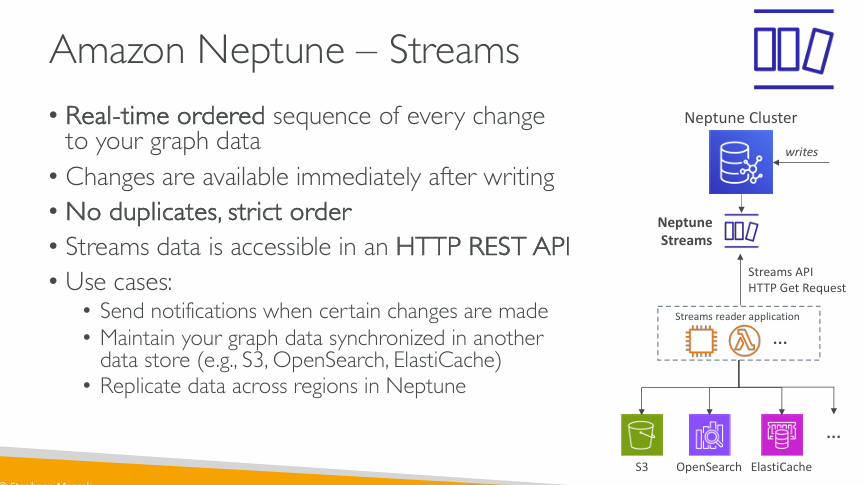 Amazon Neptune – Streams
• Real-time ordered sequence of every change
to your graph data
• Changes are available immediately after writing
• No duplicates, strict order
• Streams data is accessible in an HTTP REST API
• Use cases:
• Send notifications when certain changes are made
• Maintain your graph data synchronized in another
data store (e.g., S3, OpenSearch, ElastiCache)
• Replicate data across regions in Neptune
Neptune Cluster
writes
Neptune
Streams
Streams API
HTTP Get Request
Streams reader application
...
S3
OpenSearch
ElastiCache
...